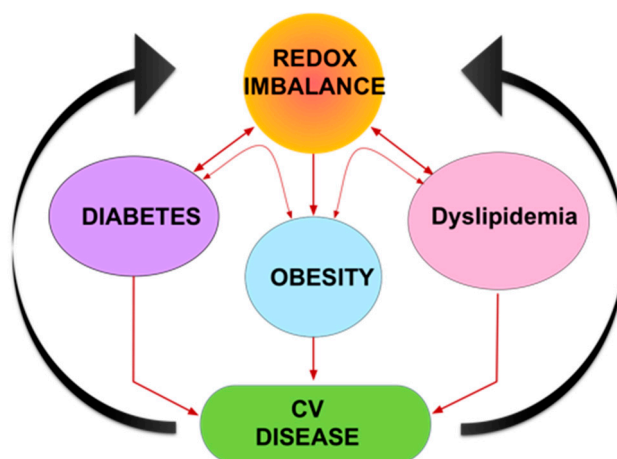 REDOX
IMBALANCE
DIABETES
Dyslipidemia
OBESITY
CV
DISEASE